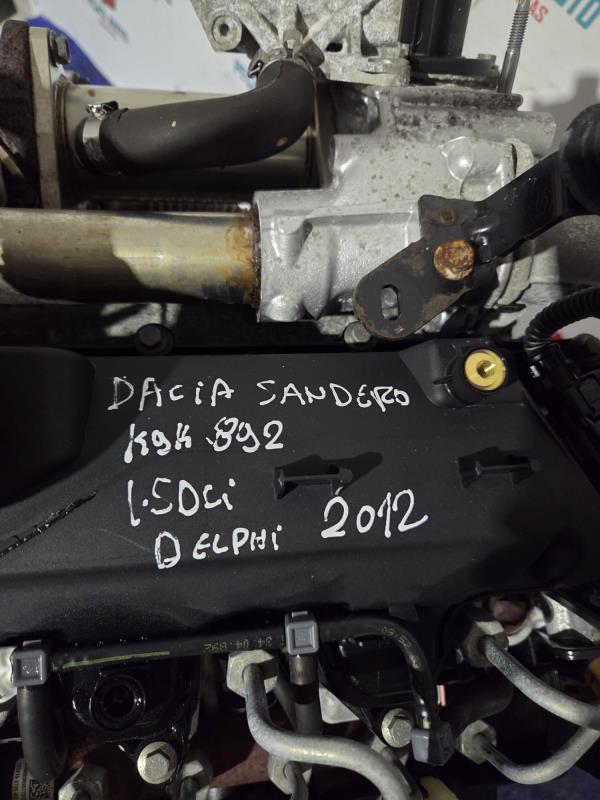 DACIA SANDERO
K9K 892
1.5DCi
DELPHI 2012